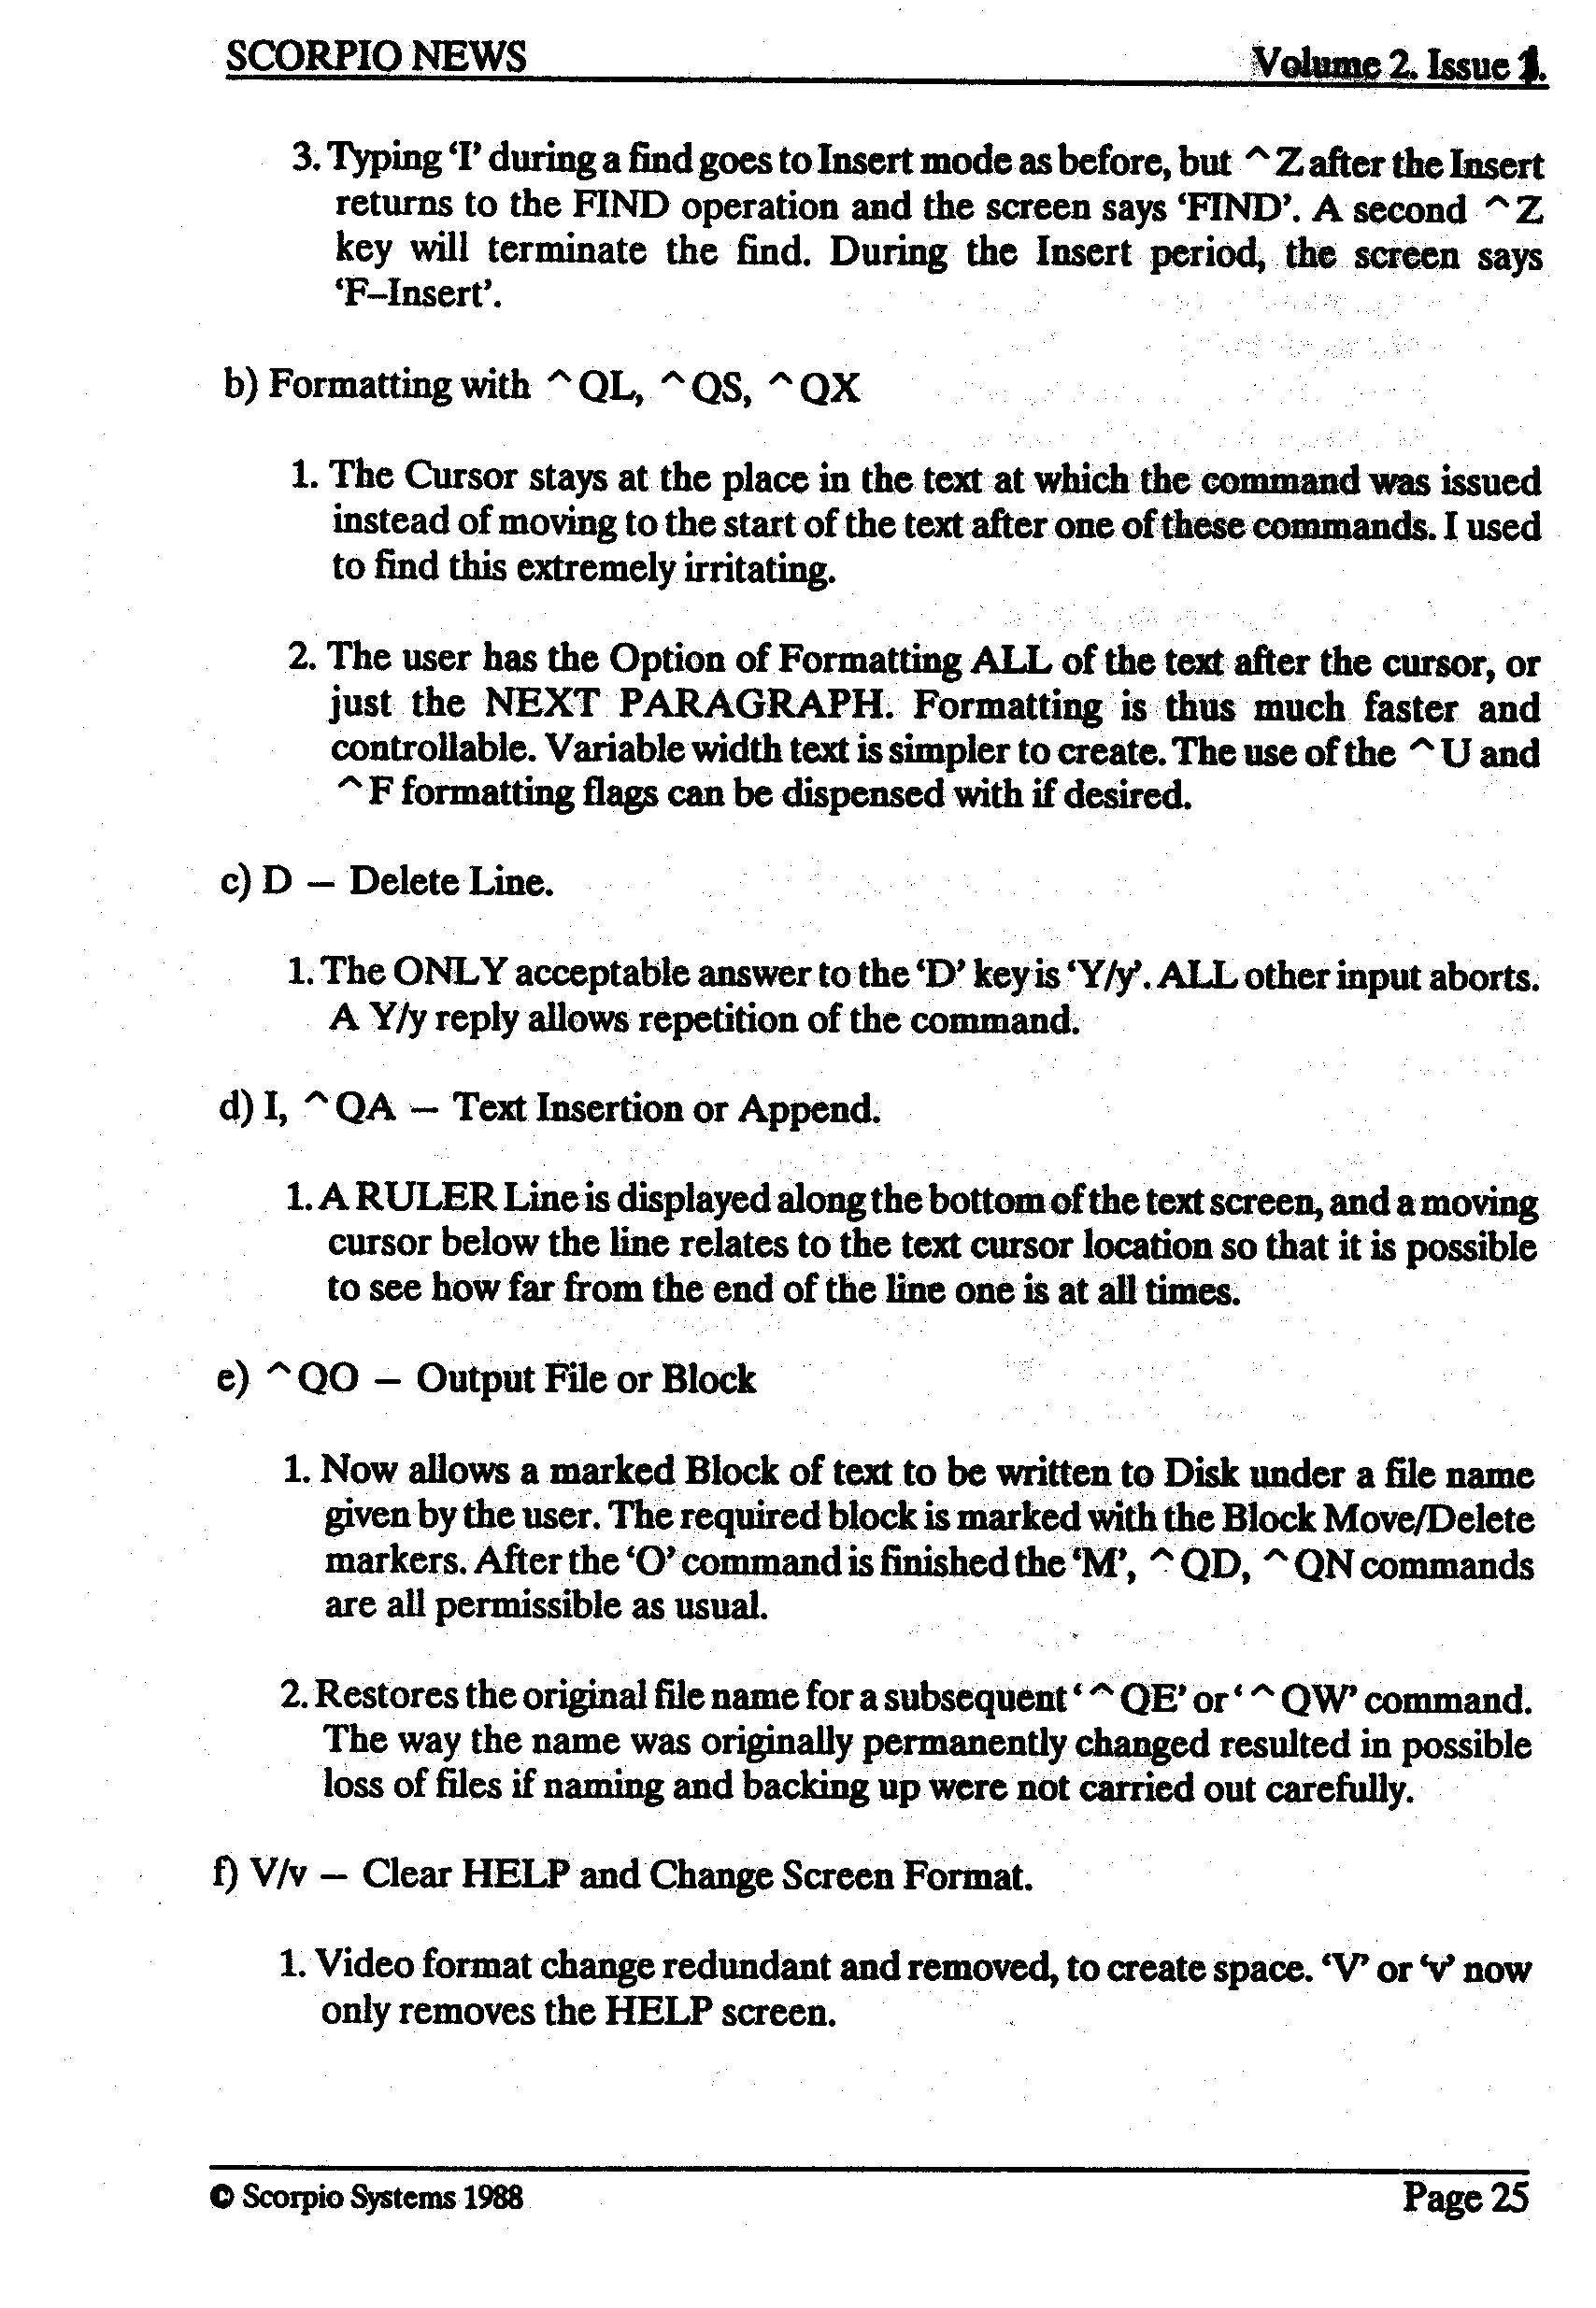 SCORPIO NEWS Volume 2. Issue 1.
3. Typing ‘I’ during a find goes to Insert mode as before, but ^Z after the Insert
returns to the FIND operation and the screen says ‘FIND’. A second ^Z
key will terminate the find. During the Insert period, the screen says
‘F–Insert’.
b) Formatting with ^QL, ^QS, ^QX
1. The Cursor stays at the place in the text at which the command was issued
instead of moving to the start of the text after one of these commands. I used
to find this extremely irritating.
2. The user has the Option of Formatting ALL of the text after the cursor, or
just the NEXT PARAGRAPH. Formatting is thus much faster and
controllable. Variable width text is simpler to create. The use of the ^U and
^F formatting flags can be dispensed with if desired.
c) D – Delete Line.
1. The ONLY acceptable answer to the ‘D’ key is ‘Y/y’. ALL other input aborts.
A Y/y reply allows repetition of the command.
d) I, ^QA – Text Insertion or Append.
1. A RULER Line is displayed along the bottom of the text screen, and a moving
cursor below the line relates to the text cursor location so that it is possible
to see how far from the end of the line one is at all times.
e) ^QO – Output File or Block
1. Now allows a marked Block of text to be written to Disk under a file name
given by the user. The required block is marked with the Block Move/Delete
markers. After the ‘O’ command is finished the ‘M’, ^QD, ^QN commands
are all permissible as usual.
2. Restores the original file name for a subsequent ‘^QE’ or ‘^QW’ command.
The way the name was originally permanently changed resulted in possible
loss of files if naming and backing up were not carried out carefully.
f) V/v – Clear HELP and Change Screen Format.
1. Video format change redundant and removed, to create space. ‘V’ or ‘v’ now
only removes the HELP screen.
© Scorpio Systems 1988 Page 25